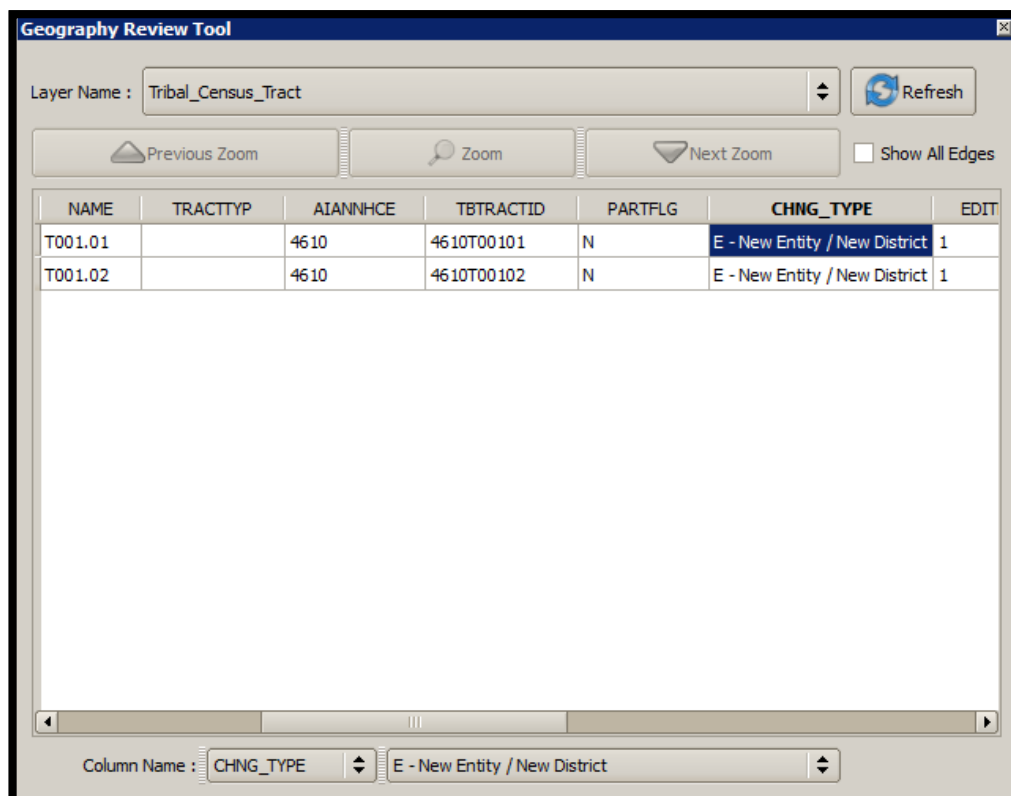 Geography Review Tool
Layer Name : Tribal_Census_Tract Refresh
Previous Zoom Zoom Next Zoom Show All Edges
NAME TRACTTYP AIANNHCE TBTRACTID PARTFLG CHNG_TYPE EDIT
T001.01 4610 4610T00101 N E - New Entity / New District 1
T001.02 4610 4610T00102 N E - New Entity / New District 1
Column Name : CHNG_TYPE E - New Entity / New District